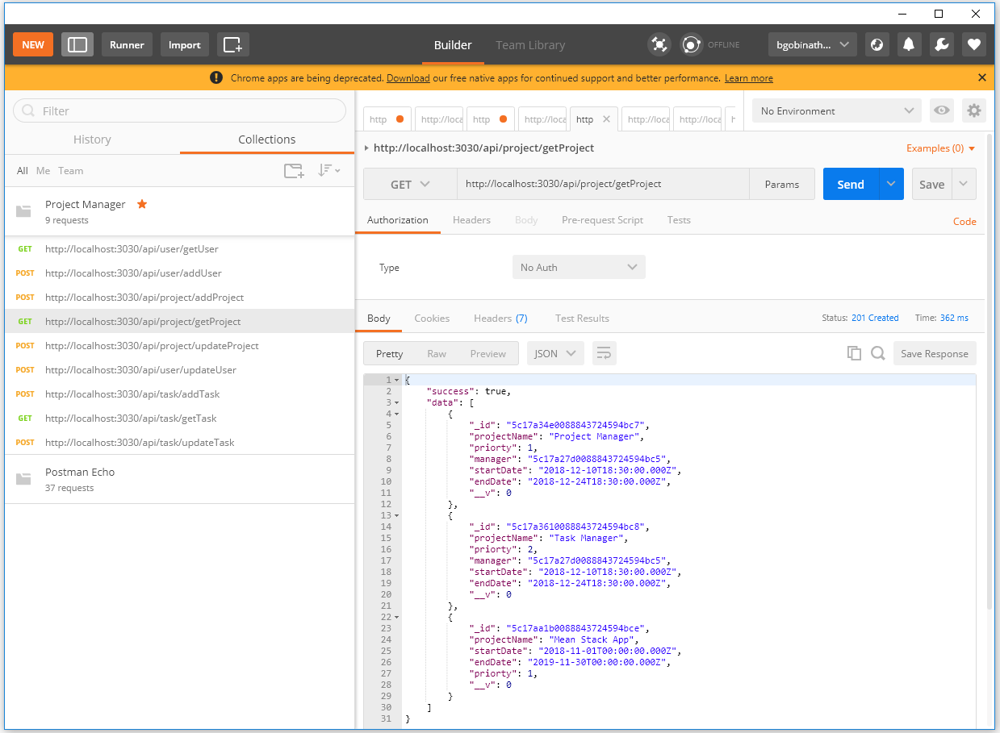 NEW Runner Import Builder Team Library OFFLINE bgobinath...
Chrome apps are being deprecated. Download our free native apps for continued support and better performance. Learn more
Filter
History Collections
All Me Team
Project Manager
9 requests
GET http://localhost:3030/api/user/getUser
POST http://localhost:3030/api/user/addUser
POST http://localhost:3030/api/project/addProject
GET http://localhost:3030/api/project/getProject
POST http://localhost:3030/api/project/updateProject
POST http://localhost:3030/api/user/updateUser
POST http://localhost:3030/api/task/addTask
GET http://localhost:3030/api/task/getTask
POST http://localhost:3030/api/task/updateTask
Postman Echo
37 requests
http http://loca http http://loca http http://loca http://loca h
No Environment
http://localhost:3030/api/project/getProject Examples (0)
GET http://localhost:3030/api/project/getProject Params Send Save
Authorization Headers Body Pre-request Script Tests Code
Type No Auth
Body Cookies Headers (7) Test Results Status: 201 Created Time: 362 ms
Pretty Raw Preview JSON Save Response
1 {
2 "success": true,
3 "data": [
4 {
5 "_id": "5c17a34e0088843724594bc7",
6 "projectName": "Project Manager",
7 "priorty": 1,
8 "manager": "5c17a27d0088843724594bc5",
9 "startDate": "2018-12-10T18:30:00.000Z",
10 "endDate": "2018-12-24T18:30:00.000Z",
11 "__v": 0
12 },
13 {
14 "_id": "5c17a3610088843724594bc8",
15 "projectName": "Task Manager",
16 "priorty": 2,
17 "manager": "5c17a27d0088843724594bc5",
18 "startDate": "2018-12-10T18:30:00.000Z",
19 "endDate": "2018-12-24T18:30:00.000Z",
20 "__v": 0
21 },
22 {
23 "_id": "5c17aa1b0088843724594bce",
24 "projectName": "Mean Stack App",
25 "startDate": "2018-11-01T00:00:00.000Z",
26 "endDate": "2019-11-30T00:00:00.000Z",
27 "priorty": 1,
28 "__v": 0
29 }
30 ]
31 }